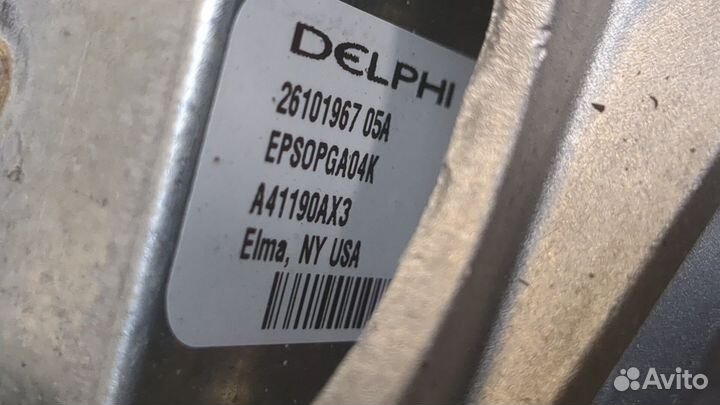 DELPHI
26101967 05A
EPSOPGA04K
A41190AX3
Elma, NY USA
Avito